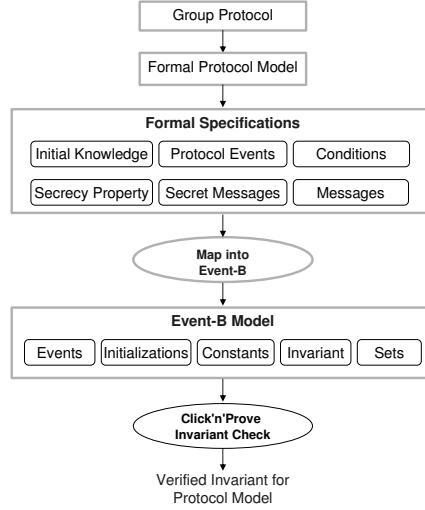 Group Protocol
Formal Protocol Model
Formal Specifications
Initial Knowledge Protocol Events Conditions
Secrecy Property Secret Messages Messages
Map into
Event-B
Event-B Model
Events Initializations Constants Invariant Sets
Click'n'Prove
Invariant Check
Verified Invariant for
Protocol Model